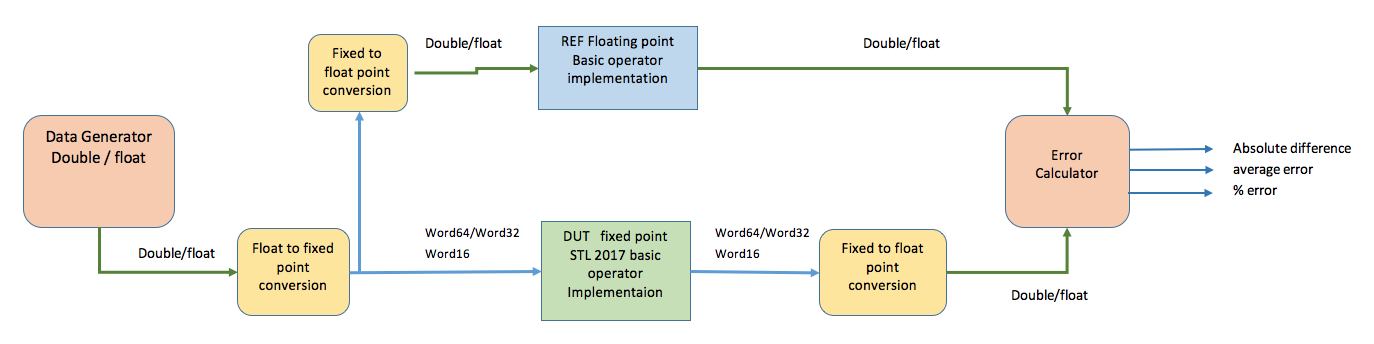 Data Generator
Double / float
Double/float
Float to fixed
point
conversion
Fixed to
float point
conversion
Double/float
REF Floating point
Basic operator
implementation
Double/float
Word64/Word32
Word16
DUT   fixed point
STL 2017 basic
operator
Implementaion
Word64/Word32
Word16
Fixed to float
point
conversion
Double/float
Error
Calculator
Absolute difference
average error
% error